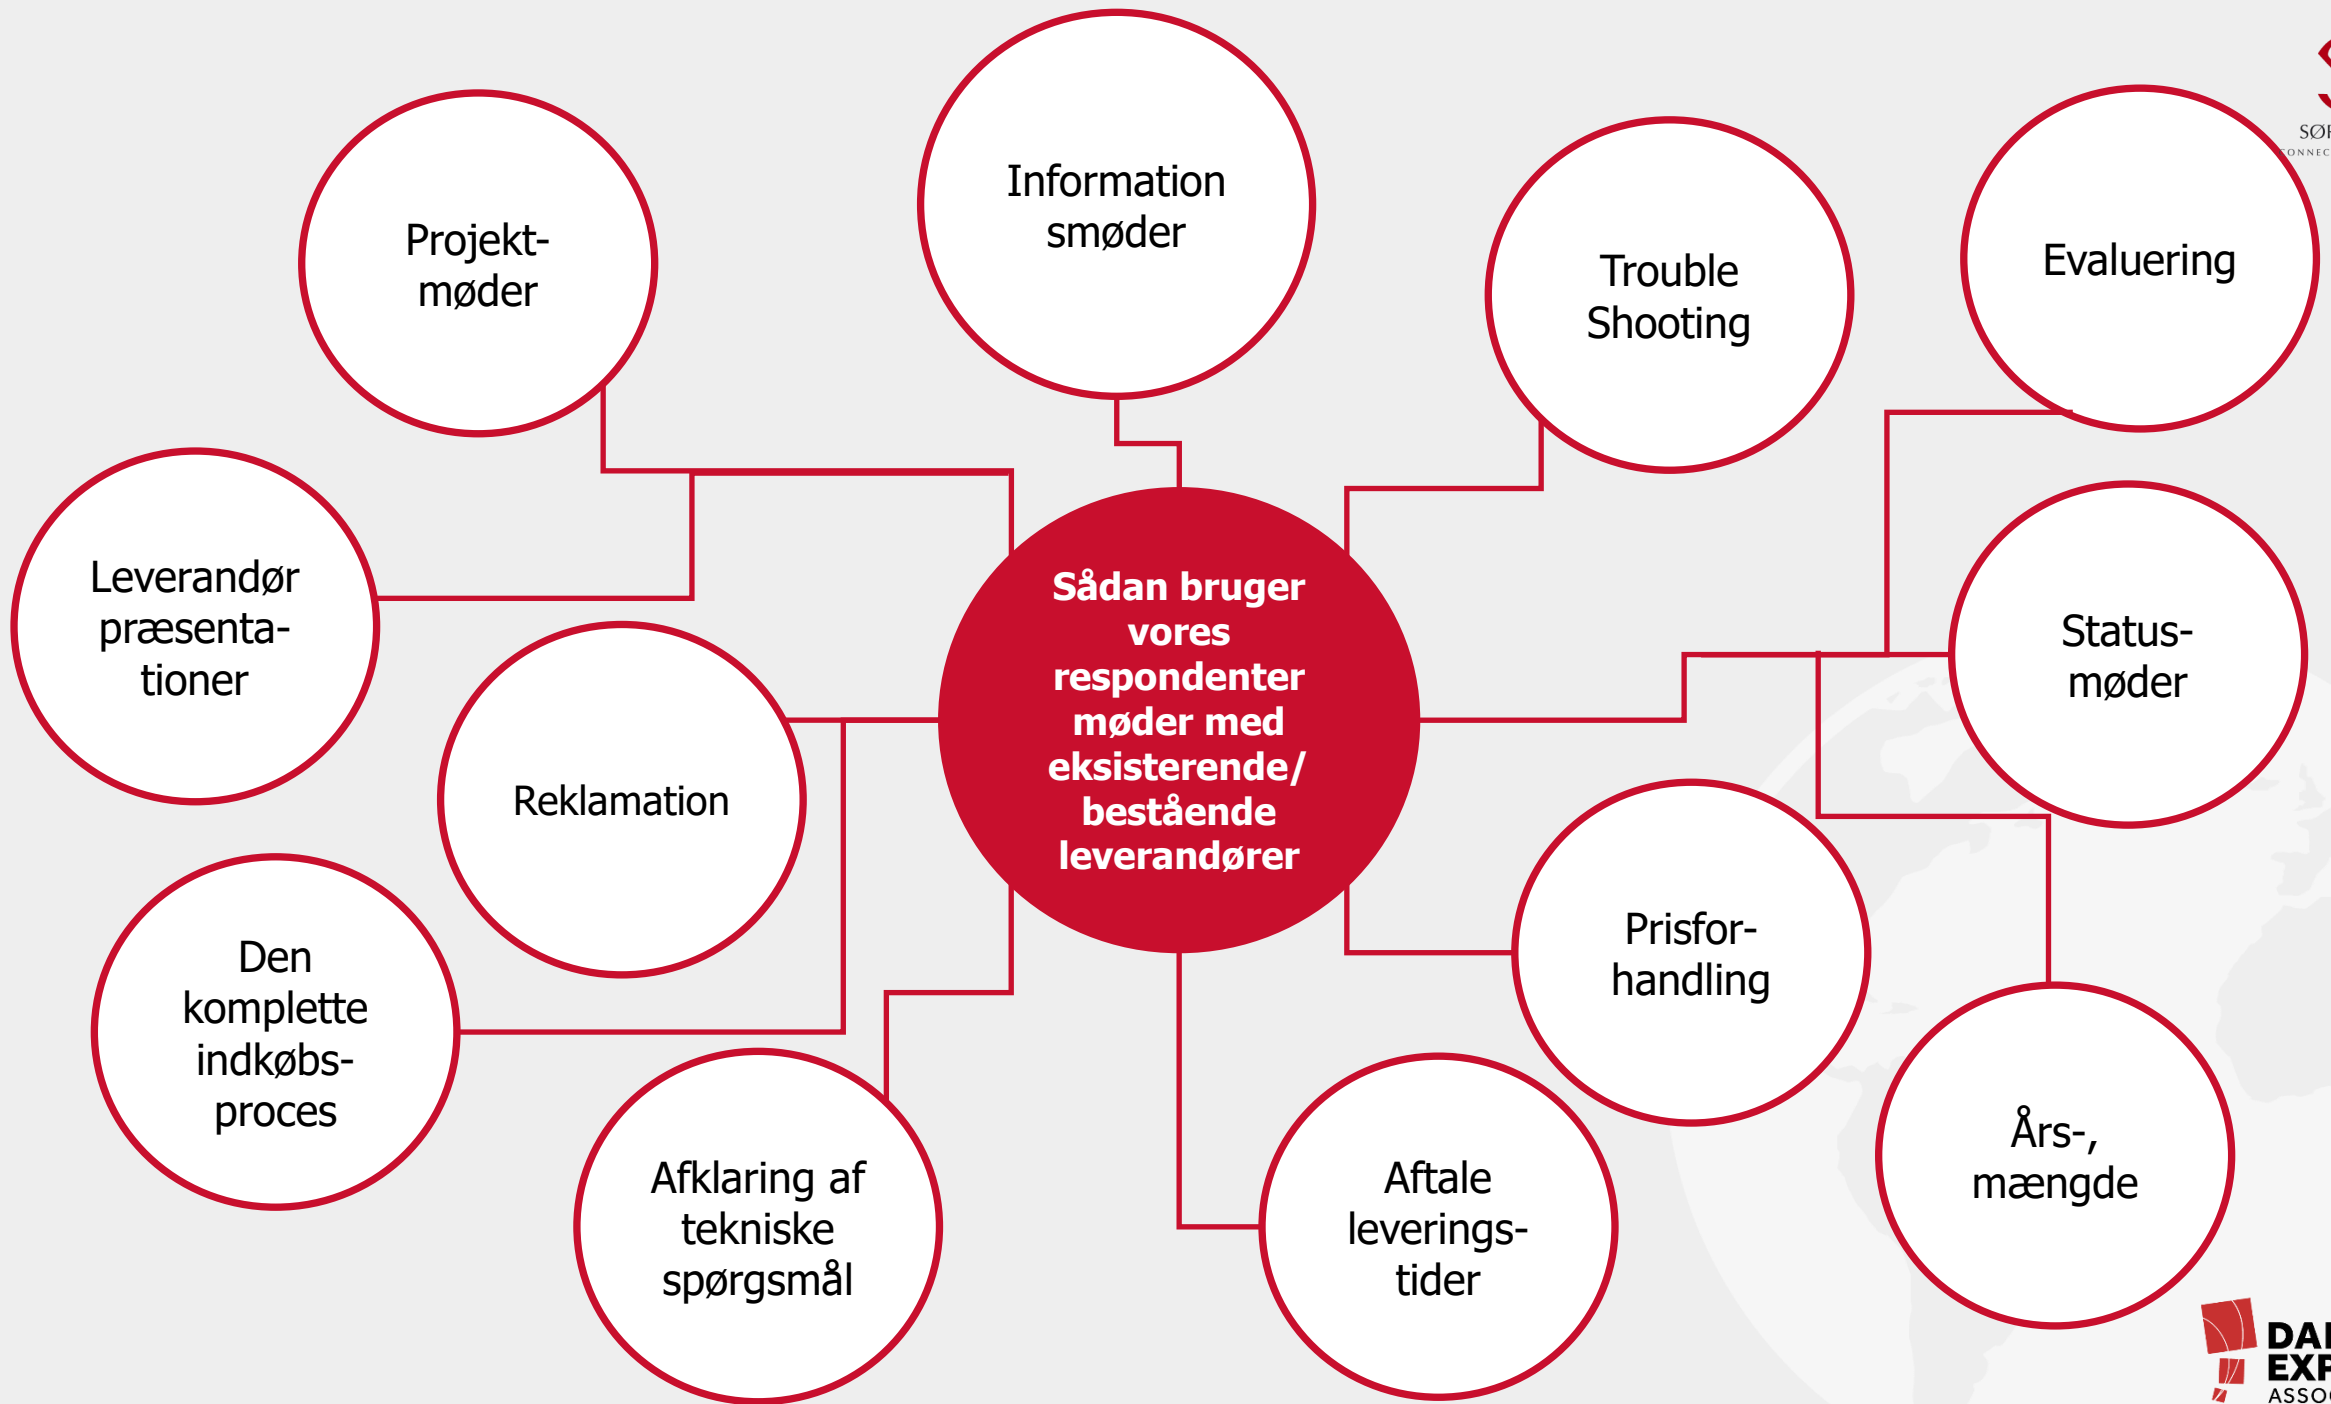 Projekt-
møder
Information
smøder
Trouble
Shooting
Evaluering
Leverandør
præsenta-
tioner
Sådan bruger
vores
respondenter
møder med
eksisterende/
bestående
leverandører
Status-
møder
Reklamation
Den
komplette
indkøbs-
proces
Prisfor-
handling
Afklaring af
tekniske
spørgsmål
Aftale
leverings-
tider
Års-,
mængde